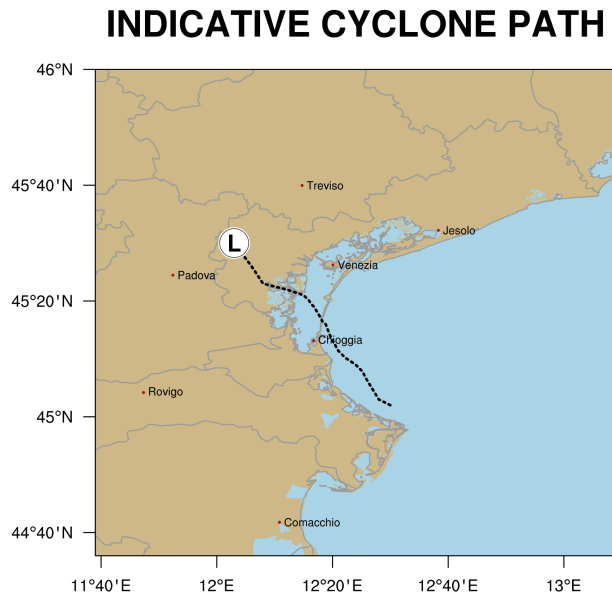 INDICATIVE CYCLONE PATH
46°N
45°40'N
Treviso
Jesolo
L
Venezia
Padova
45°20'N
Chioggia
Rovigo
45°N
Comacchio
44°40'N
11°40'E 12°E 12°20'E 12°40'E 13°E